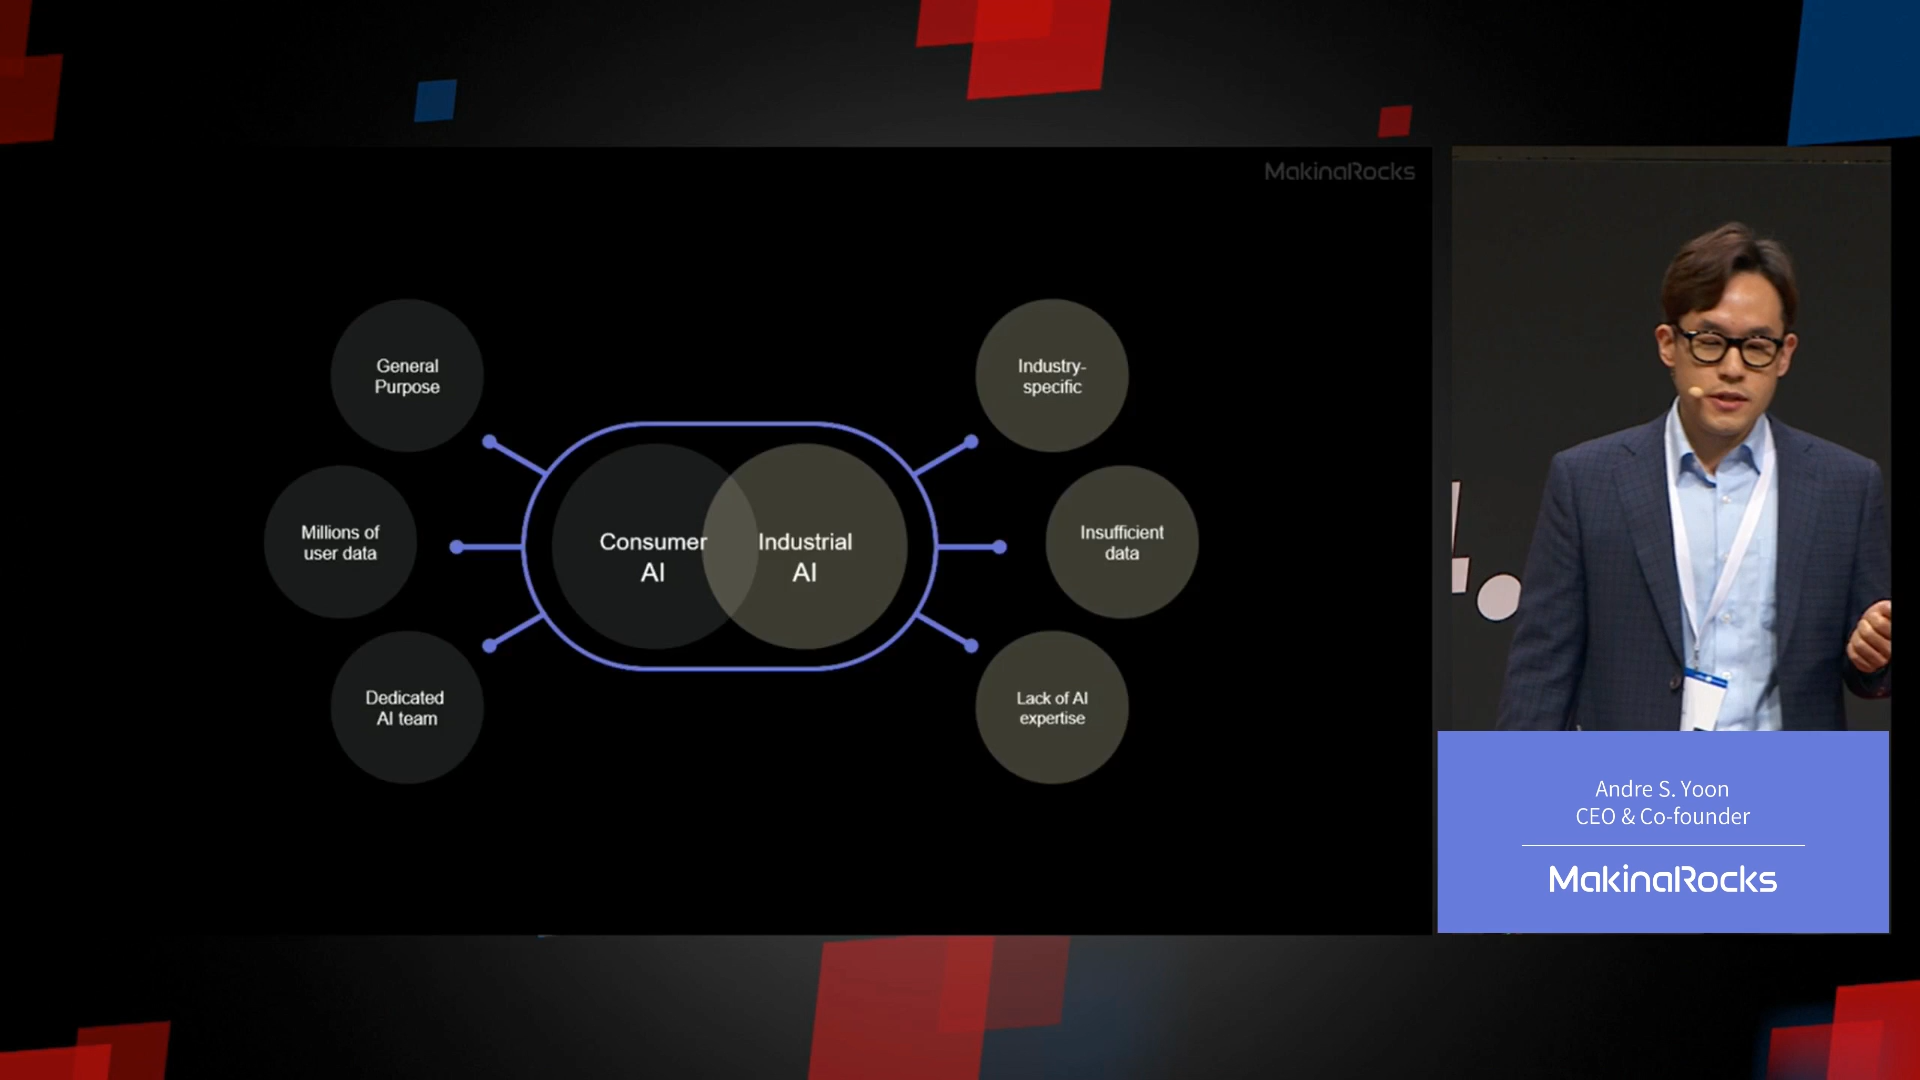 MakinaRocks
General
Purpose
Industry-
specific
Millions of
user data
Consumer
AI
Industrial
AI
Insufficient
data
Dedicated
AI team
Lack of AI
expertise
Andre S. Yoon
CEO & Co-founder
MakinaRocks